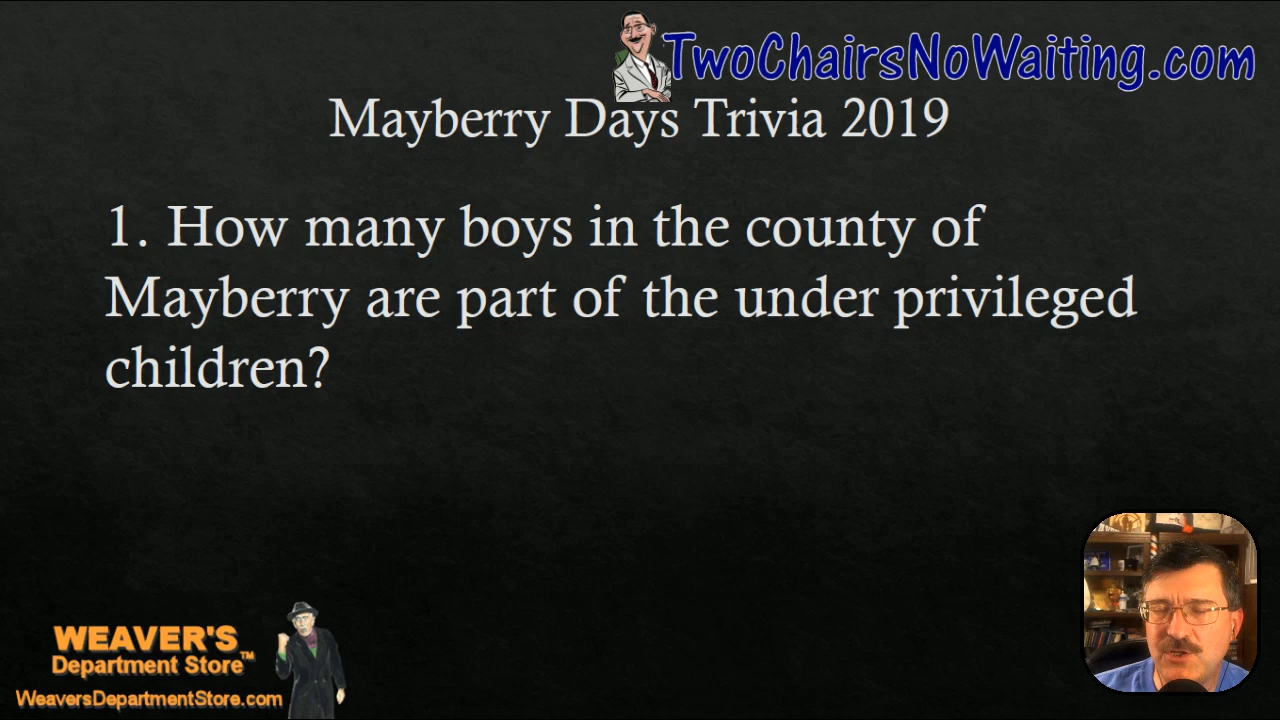 TwoChairsNoWaiting.com
Mayberry Days Trivia 2019
1. How many boys in the county of
Mayberry are part of the under privileged
children?
WEAVER'S
Department Store™
WeaversDepartmentStore.com